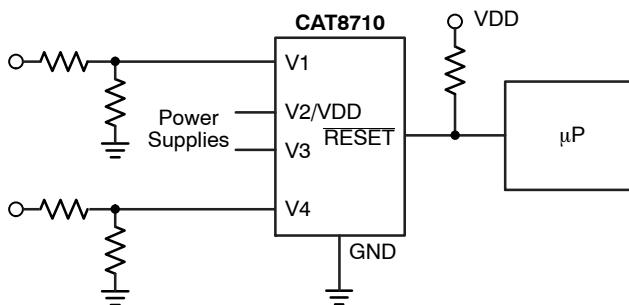 CAT8710
VDD
V1
Power
Supplies
V2/VDD
V3
RESET
μP
V4
GND